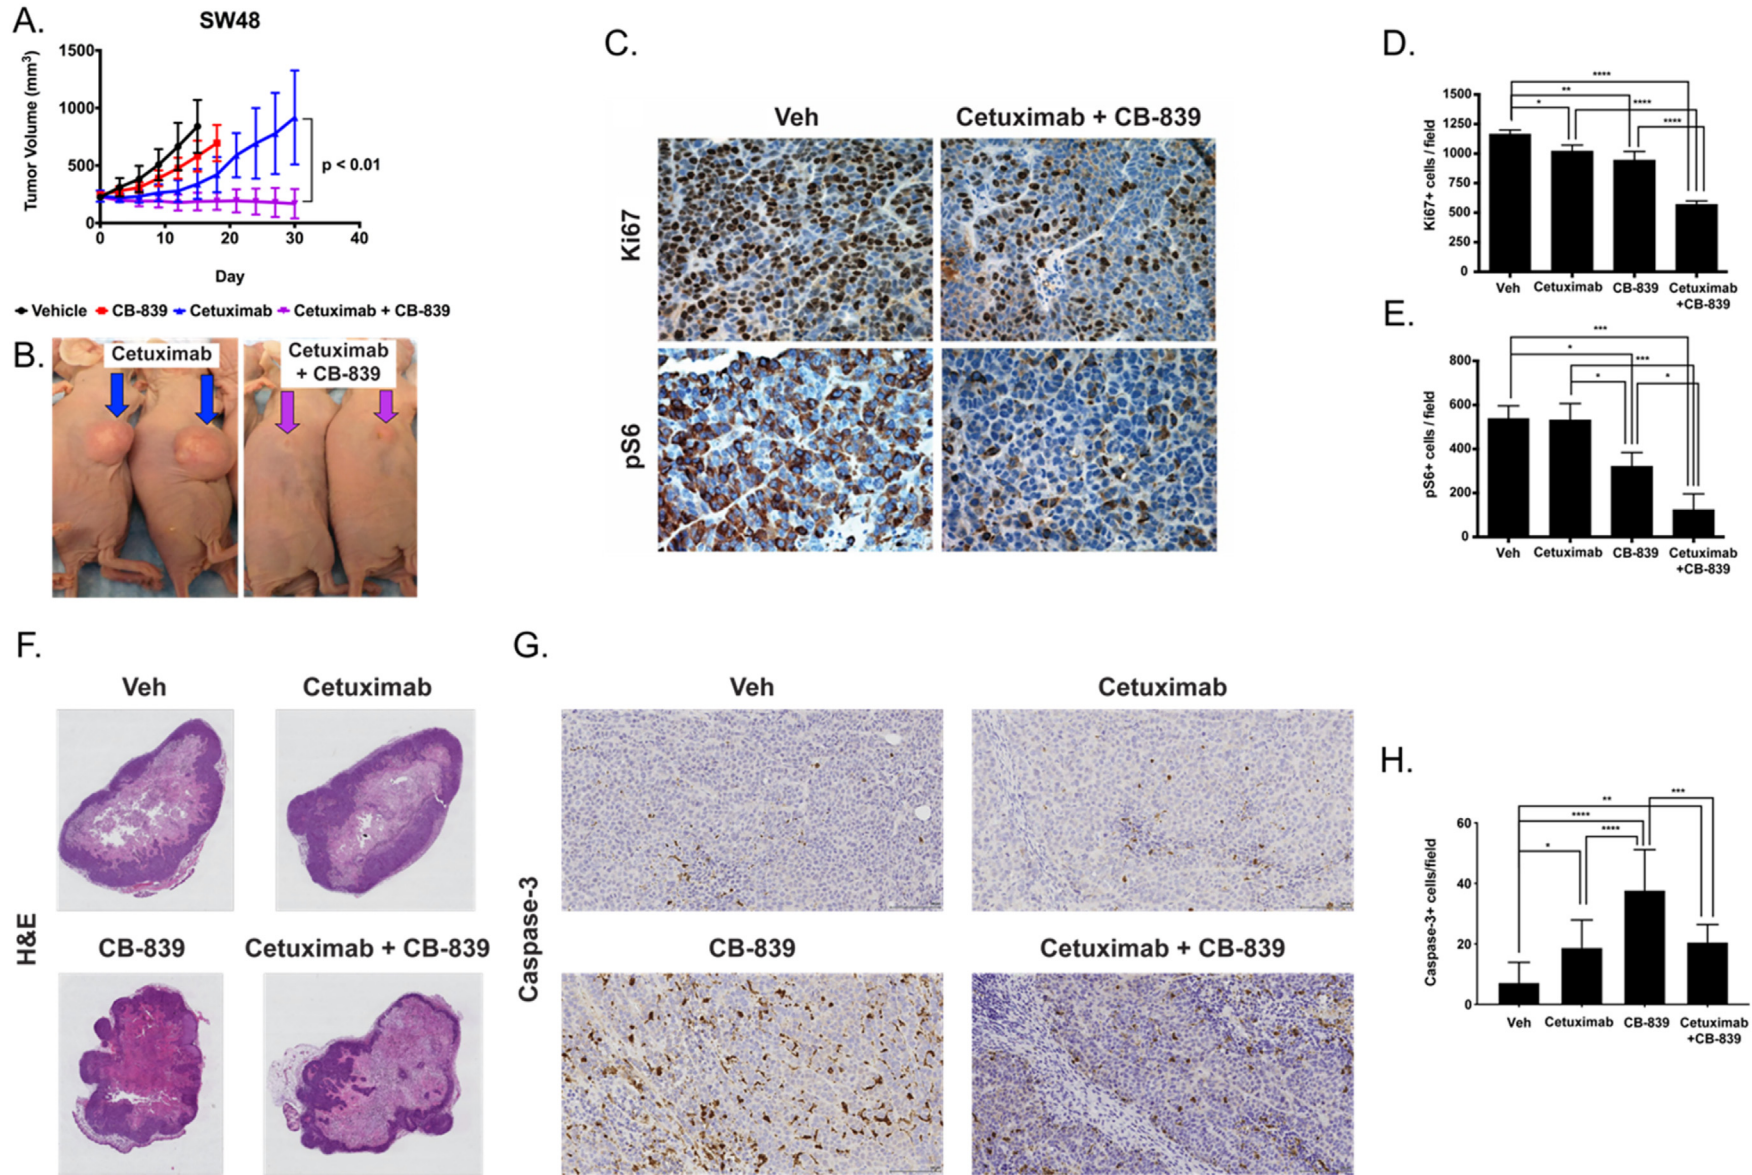 A.
SW48
Tumor Volume (mm³)
1500
1000
500
0
0
10
20
30
40
p < 0.01
Day
Vehicle CB-839 Cetuximab Cetuximab + CB-839
B.
Cetuximab
Cetuximab
+ CB-839
C.
Veh
Cetuximab + CB-839
Ki67
pS6
D.
Ki67+ cells / field
1500
1250
1000
750
500
250
0
****
**
*
****
****
Veh
Cetuximab
CB-839
Cetuximab
+CB-839
E.
pS6+ cells / field
800
600
400
200
0
***
*
***
*
*
Veh
Cetuximab
CB-839
Cetuximab
+CB-839
F.
H&E
Veh
Cetuximab
CB-839
Cetuximab + CB-839
G.
Caspase-3
Veh
Cetuximab
CB-839
Cetuximab + CB-839
H.
Caspase-3+ cells/field
60
40
20
0
***
**
****
****
*
Veh
Cetuximab
CB-839
Cetuximab
+CB-839